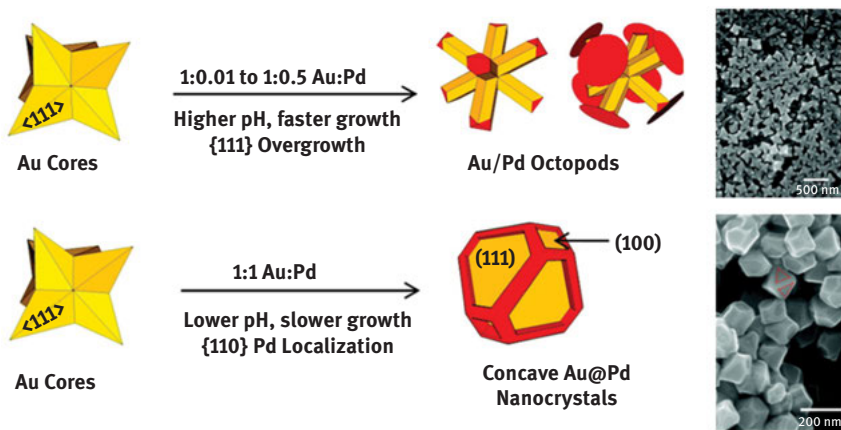 <111>
Au Cores
1:0.01 to 1:0.5 Au:Pd
Higher pH, faster growth
{111} Overgrowth
Au/Pd Octopods
500 nm
<111>
Au Cores
1:1 Au:Pd
Lower pH, slower growth
{110} Pd Localization
(111)
(100)
Concave Au@Pd
Nanocrystals
200 nm